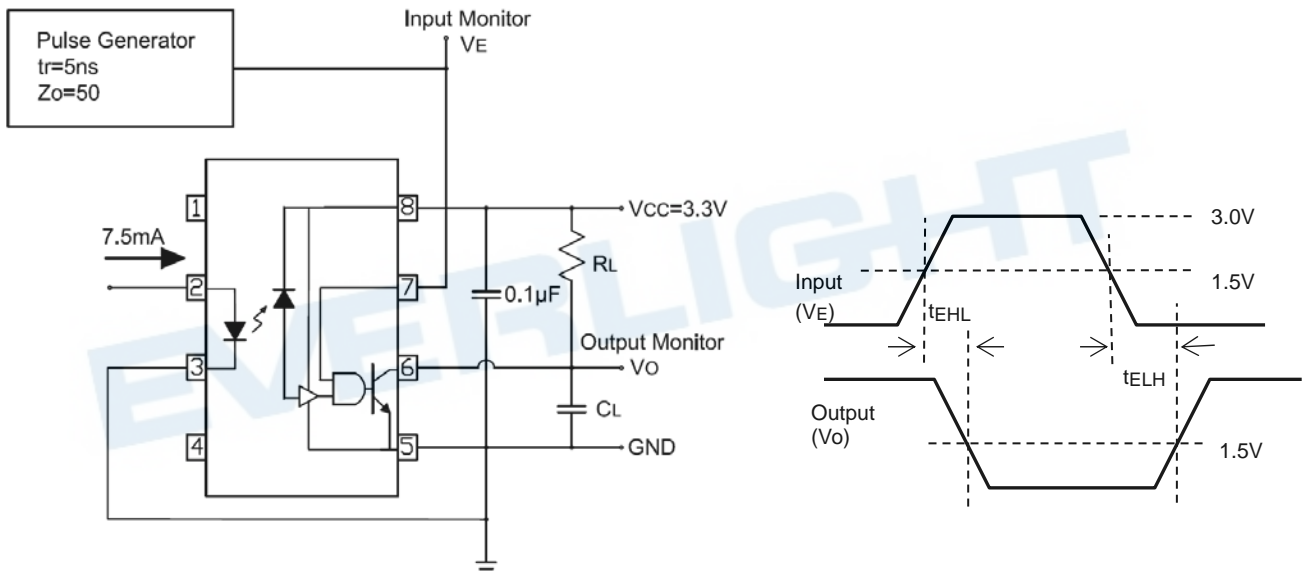 Pulse Generator
tr=5ns
Zo=50
Input Monitor
VE
1
2
3
4
8
7
6
5
7.5mA
VCC=3.3V
RL
0.1µF
Output Monitor
VO
CL
GND
EVERLIGHT
3.0V
1.5V
Input
(VE)
tEHL
tELH
Output
(Vo)
1.5V